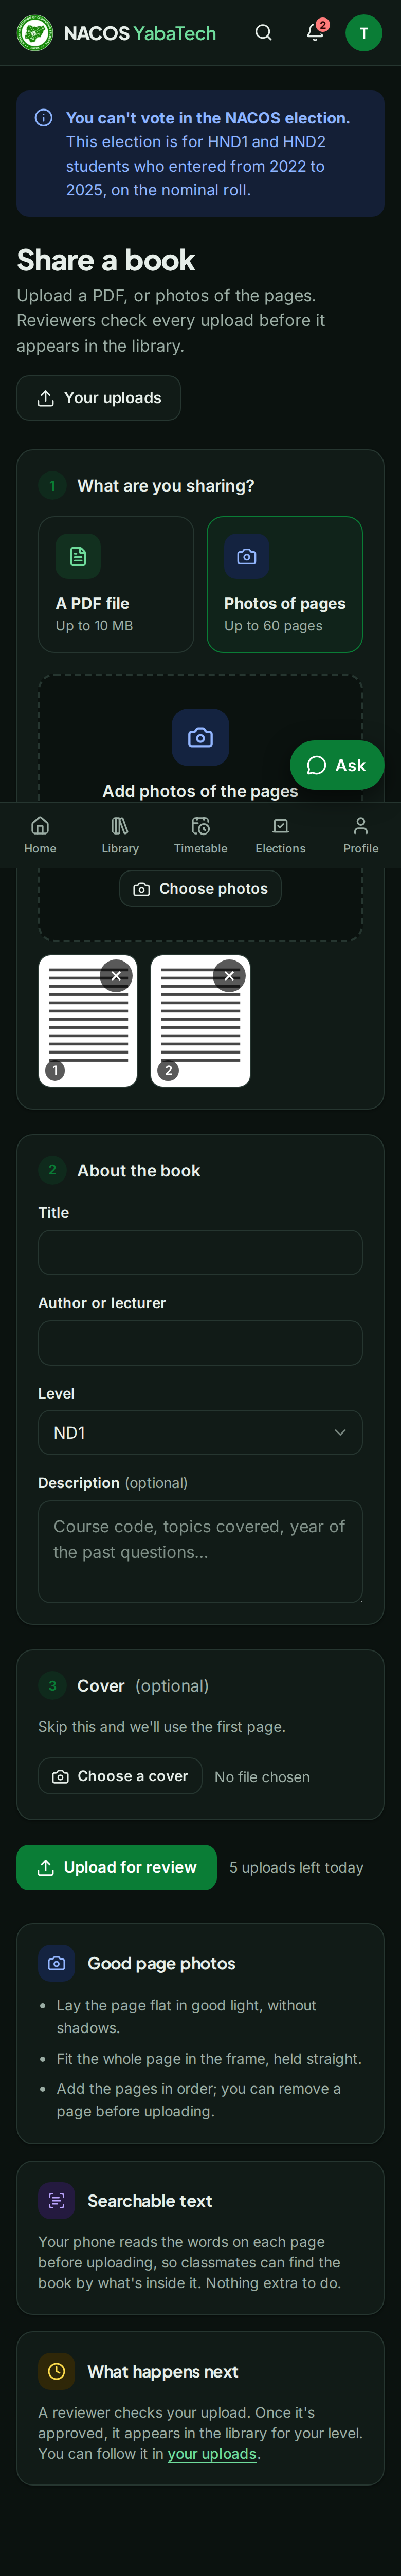 NACOS YabaTech
2
T
You can't vote in the NACOS election.
This election is for HND1 and HND2
students who entered from 2022 to
2025, on the nominal roll.
Share a book
Upload a PDF, or photos of the pages.
Reviewers check every upload before it
appears in the library.
Your uploads
1 What are you sharing?
A PDF file
Up to 10 MB
Photos of pages
Up to 60 pages
Add photos of the pages
Ask
Home Library Timetable Elections Profile
Choose photos
1 2
2 About the book
Title
Author or lecturer
Level
ND1
Description (optional)
Course code, topics covered, year of
the past questions...
3 Cover (optional)
Skip this and we'll use the first page.
Choose a cover No file chosen
Upload for review 5 uploads left today
Good page photos
• Lay the page flat in good light, without
shadows.
• Fit the whole page in the frame, held straight.
• Add the pages in order; you can remove a
page before uploading.
Searchable text
Your phone reads the words on each page
before uploading, so classmates can find the
book by what's inside it. Nothing extra to do.
What happens next
A reviewer checks your upload. Once it's
approved, it appears in the library for your level.
You can follow it in your uploads.